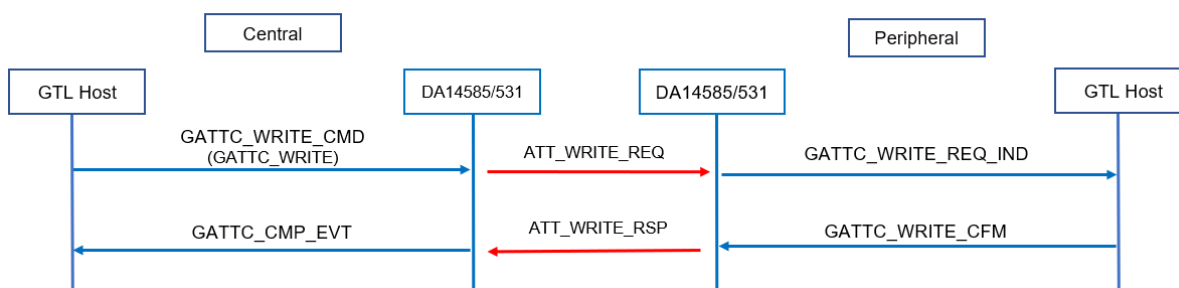 Central
Peripheral
GTL Host
DA14585/531
DA14585/531
GTL Host
GATTC_WRITE_CMD
(GATTC_WRITE)
ATT_WRITE_REQ
GATTC_WRITE_REQ_IND
GATTC_CMP_EVT
ATT_WRITE_RSP
GATTC_WRITE_CFM